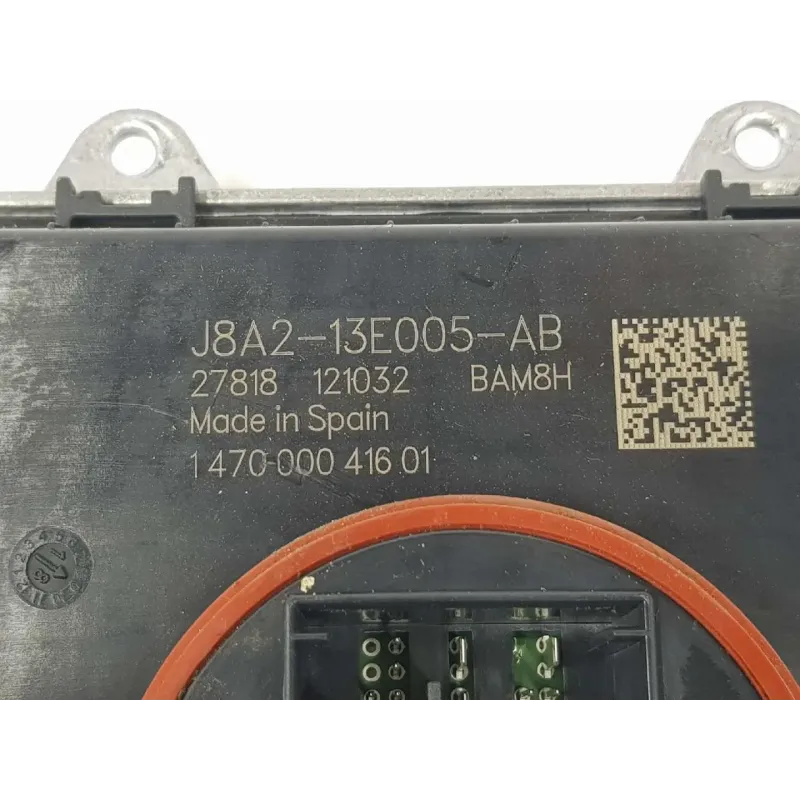 J8A2-13E005-AB
27818 121032 BAM8H
Made in Spain
1 470 000 416 01